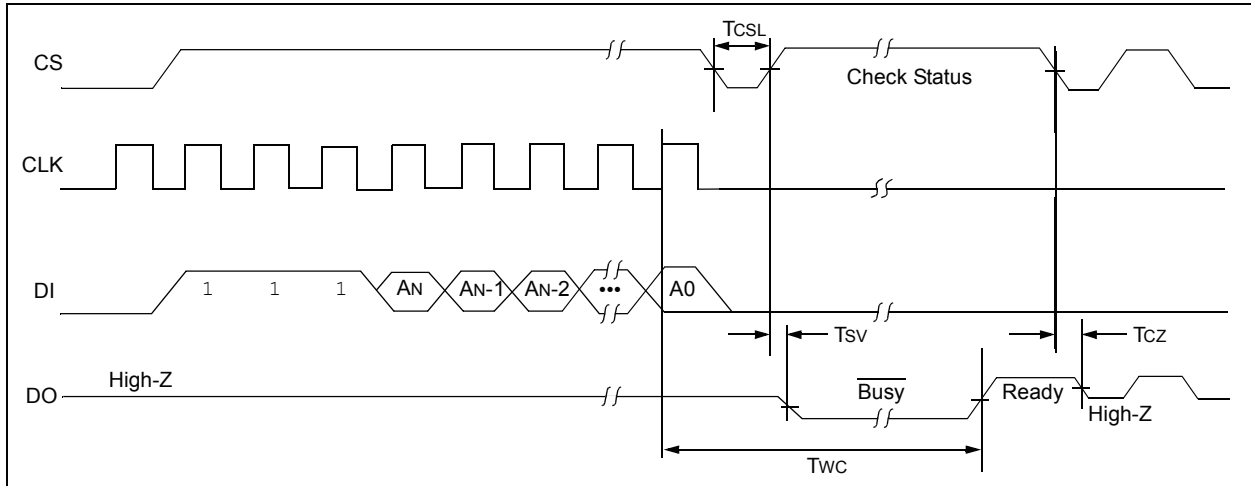 TCSL
CS
Check Status
CLK
DI
1 1 1 AN AN-1 AN-2 ••• A0
TSV
TCZ
High-Z
DO
Busy
Ready
High-Z
TWC